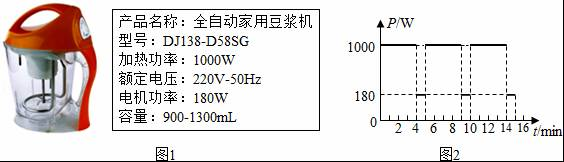 产品名称：全自动家用豆浆机
型号：DJ138-D58SG
加热功率：1000W
额定电压：220V-50Hz
电机功率：180W
容量：900-1300mL
图1
P/W
1000
180
0
2 4 6 8 10 12 14 16 t/min
图2